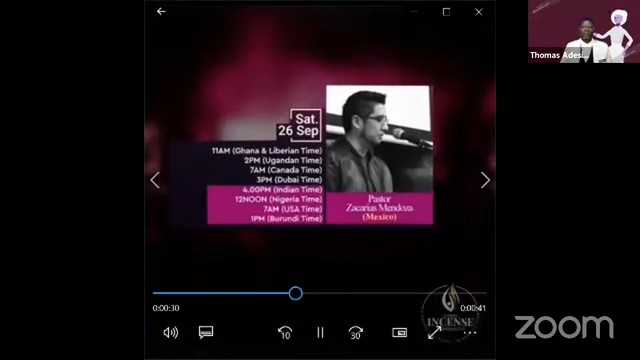 Thomas Adesi...
Sat.
26 Sep
11AM (Ghana & Liberian Time)
2PM (Ugandan Time)
7AM (Canada Time)
3PM (Dubai Time)
4.00PM (Indian Time)
12NOON (Nigeria Time)
7AM (USA Time)
1PM (Burundi Time)
Pastor
Zacarias Mendoza
(Mexico)
0:00:30
0:00:41
10
30
INCENSE
zoom